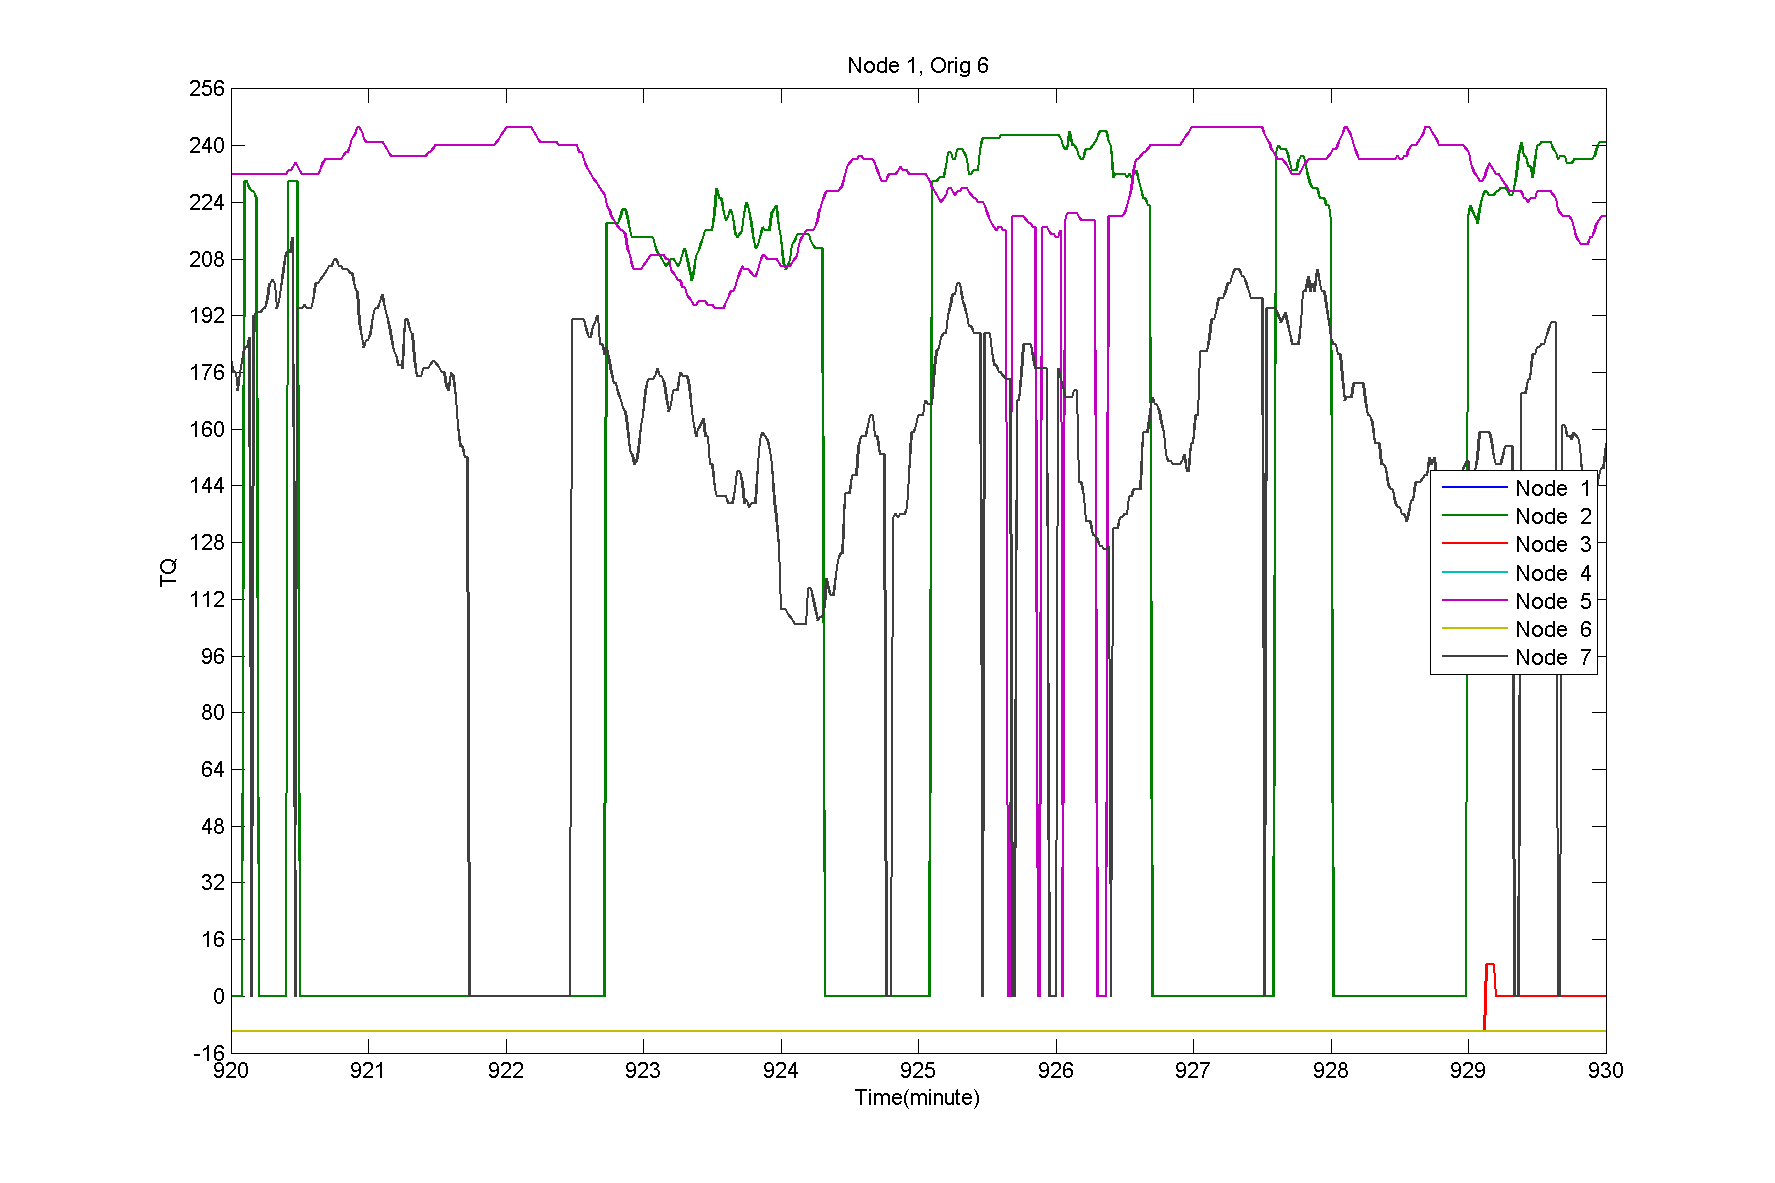 Node 1, Orig 6
256
240
224
208
192
176
160
144
128
112
96
80
64
48
32
16
0
-16
TQ
Node 1
Node 2
Node 3
Node 4
Node 5
Node 6
Node 7
920 921 922 923 924 925 926 927 928 929 930
Time(minute)